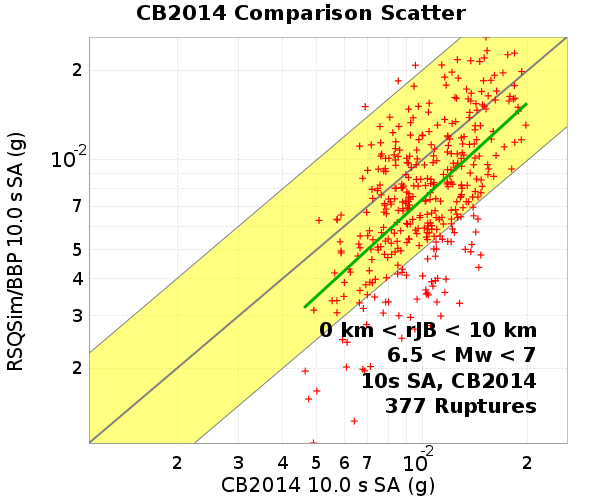 CB2014 Comparison Scatter
RSQSim/BBP 10.0 s SA (g)
2
10-2
7
5
4
3
2
0 km < rJB < 10 km
6.5 < Mw < 7
10s SA, CB2014
377 Ruptures
2 3 4 5 6 7 10-2 2
CB2014 10.0 s SA (g)